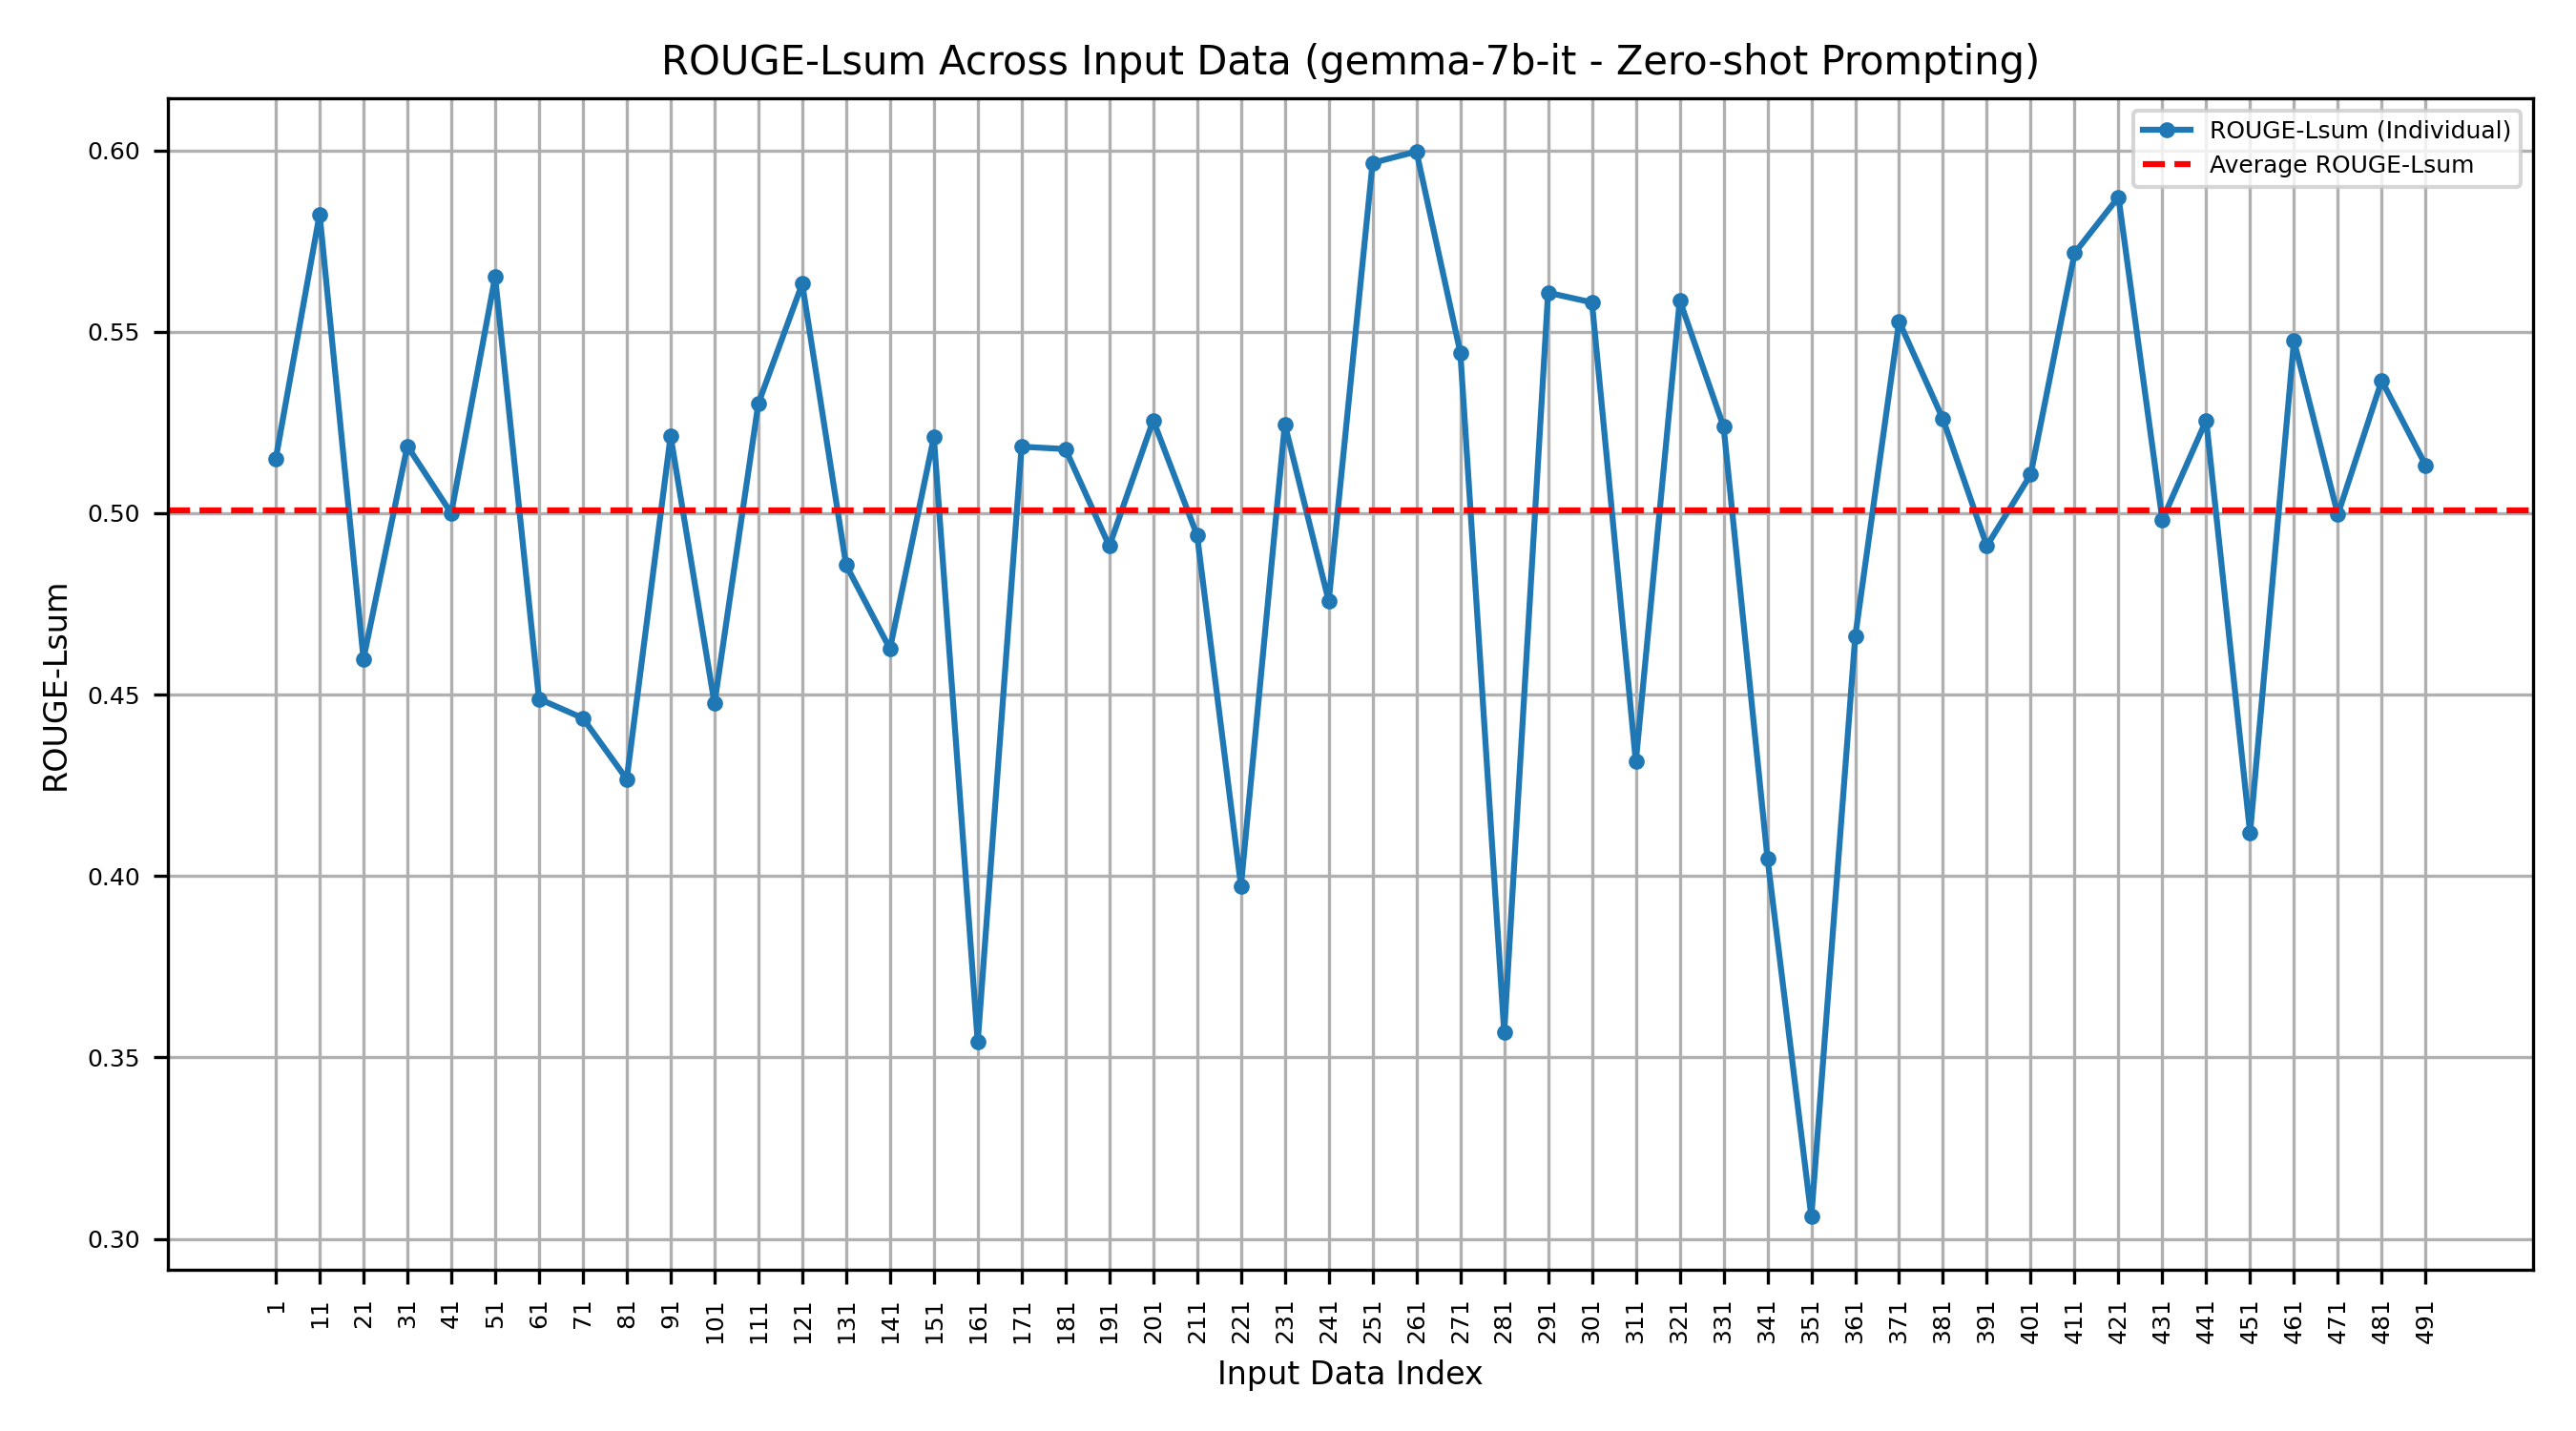 ROUGE-Lsum Across Input Data (gemma-7b-it - Zero-shot Prompting)
ROUGE-Lsum (Individual)
Average ROUGE-Lsum
ROUGE-Lsum
0.60
0.55
0.50
0.45
0.40
0.35
0.30
1 11 21 31 41 51 61 71 81 91 101 111 121 131 141 151 161 171 181 191 201 211 221 231 241 251 261 271 281 291 301 311 321 331 341 351 361 371 381 391 401 411 421 431 441 451 461 471 481 491
Input Data Index